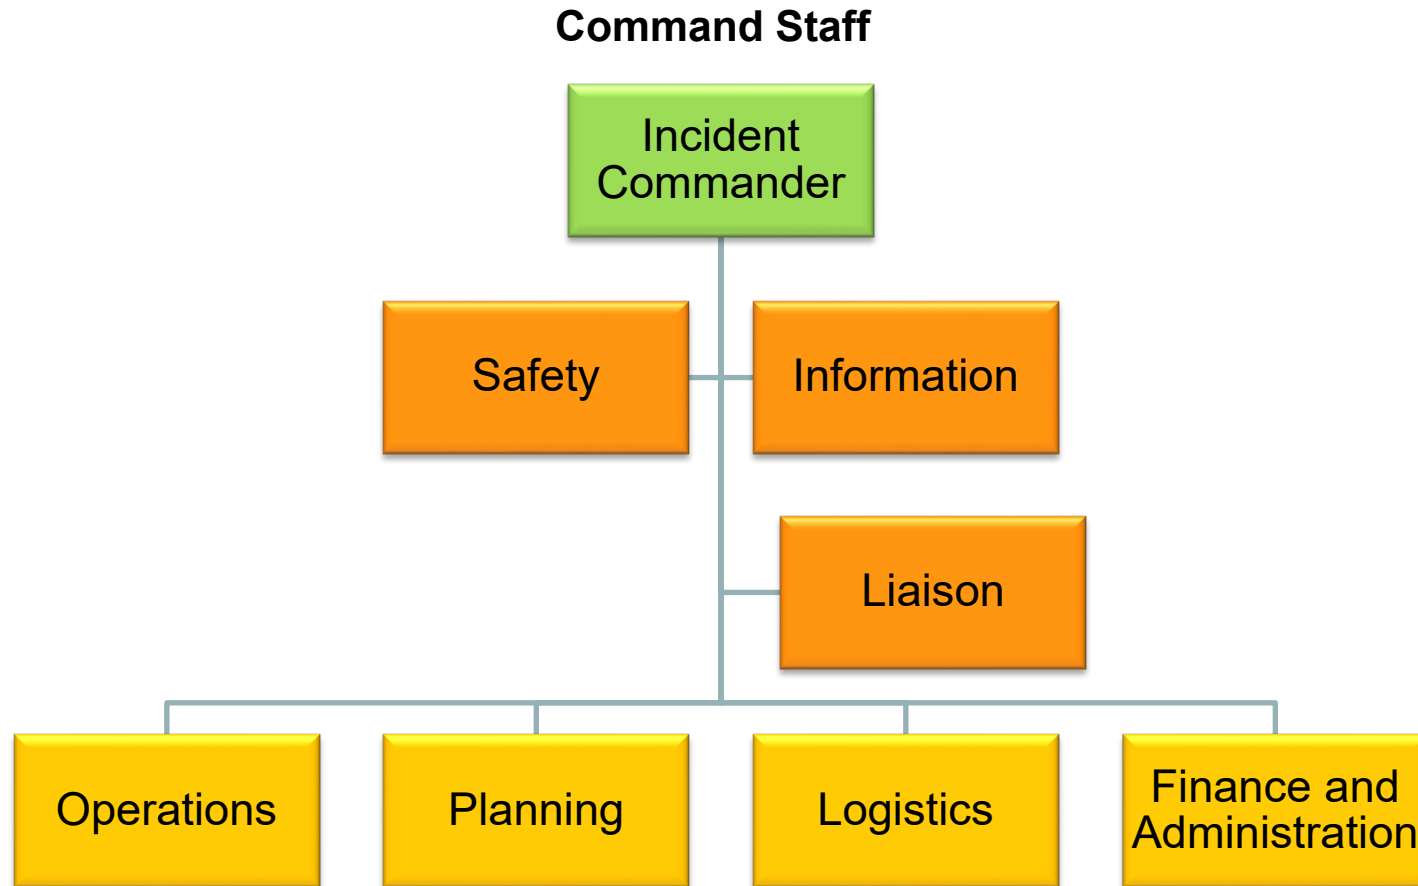 Command Staff
Incident
Commander
Safety
Information
Liaison
Operations
Planning
Logistics
Finance and
Administration